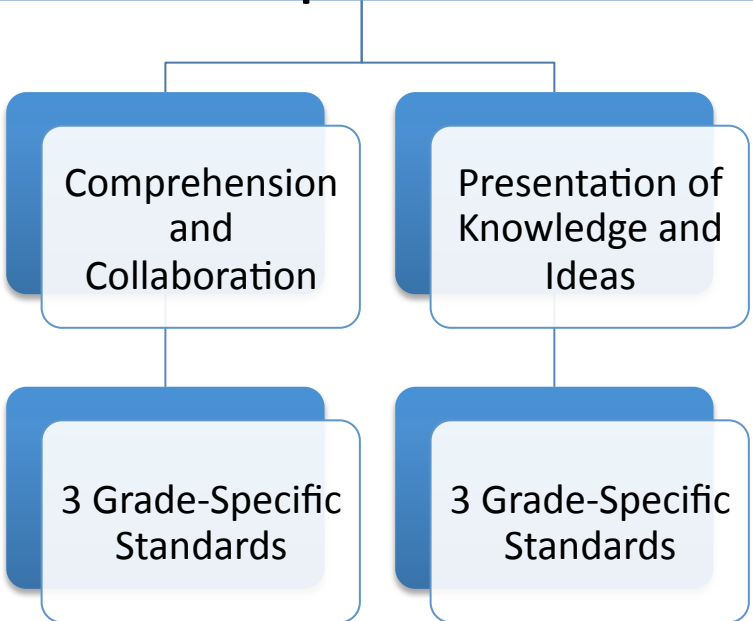 Comprehension
and
Collaboration
Presentation of
Knowledge and
Ideas
3 Grade-Specific
Standards
3 Grade-Specific
Standards